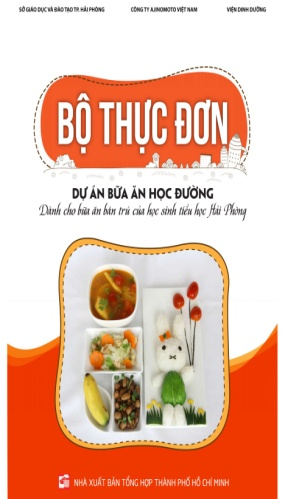 SỞ GIÁO DỤC VÀ ĐÀO TẠO TP. HẢI PHÒNG CÔNG TY AJINOMOTO VIỆT NAM VIỆN DINH DƯỠNG
BỘ THỰC ĐƠN
DỰ ÁN BỮA ĂN HỌC ĐƯỜNG
Dành cho bữa ăn bán trú của học sinh tiểu học Hải Phòng
NHÀ XUẤT BẢN TỔNG HỢP THÀNH PHỐ HỒ CHÍ MINH